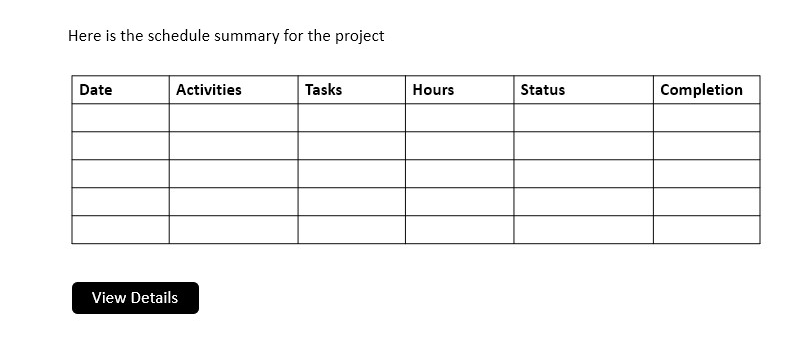 Here is the schedule summary for the project
Date Activities Tasks Hours Status Completion
View Details